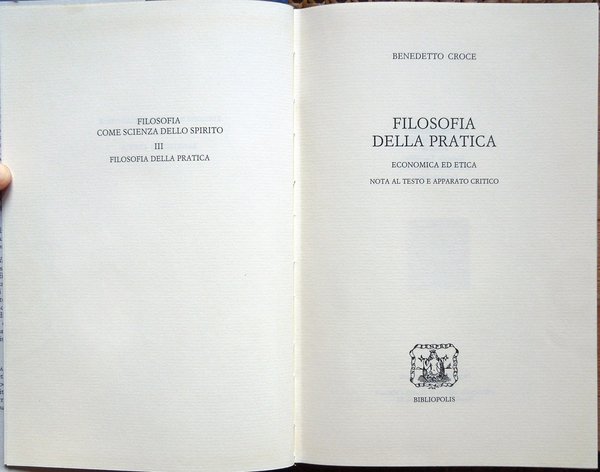 FILOSOFIA
COME SCIENZA DELLO SPIRITO
III
FILOSOFIA DELLA PRATICA
BENEDETTO CROCE
FILOSOFIA
DELLA PRATICA
ECONOMICA ED ETICA
NOTA AL TESTO E APPARATO CRITICO
BIBLIOPOLIS